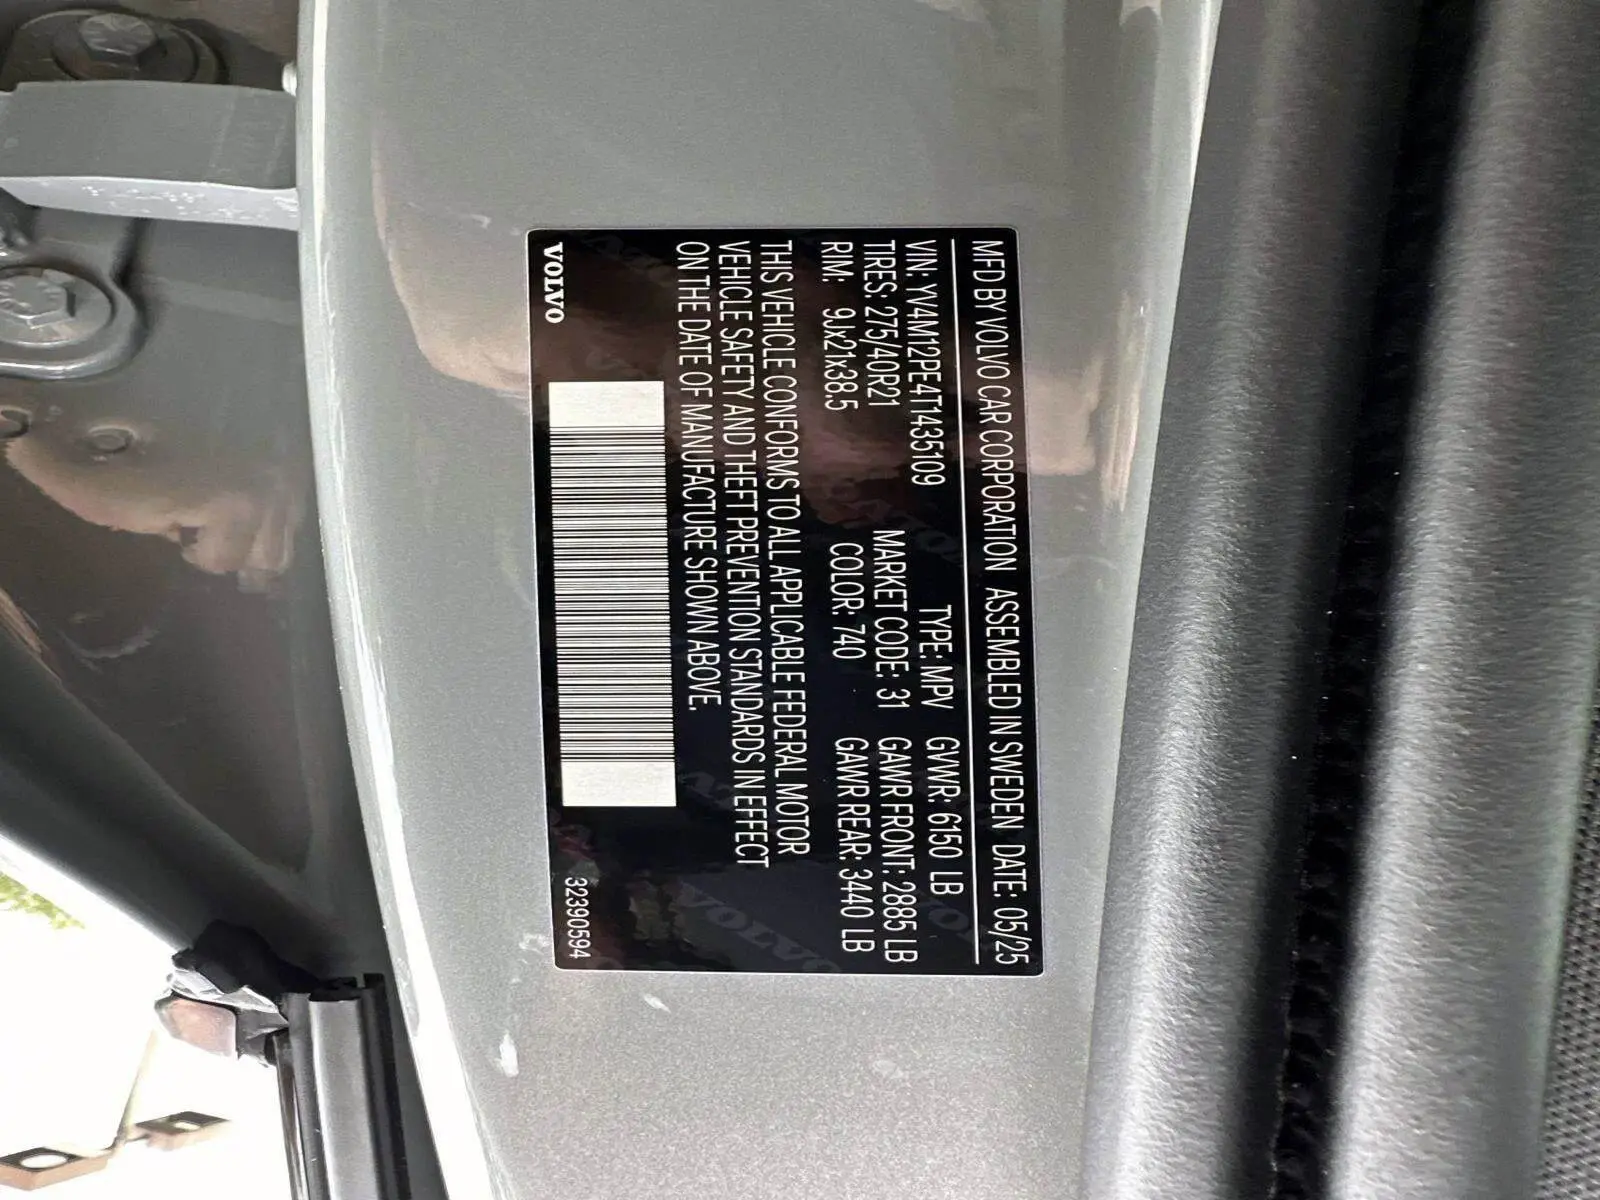 MFD BY VOLVO CAR CORPORATION ASSEMBLED IN SWEDEN DATE: 05/25
VIN: YV4M12PE4T1435109 TYPE: MPV GVWR: 6150 LB
TIRES: 275/40R21 MARKET CODE: 31 GAWR FRONT: 2885 LB
RIM: 9Jx21x38.5 COLOR: 740 GAWR REAR: 3440 LB
THIS VEHICLE CONFORMS TO ALL APPLICABLE FEDERAL MOTOR
VEHICLE SAFETY AND THEFT PREVENTION STANDARDS IN EFFECT
ON THE DATE OF MANUFACTURE SHOWN ABOVE.
VOLVO 32390594